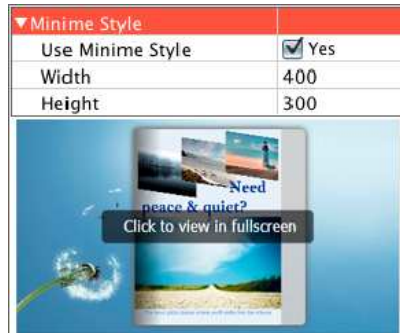 Minime Style
Use Minime Style Yes
Width 400
Height 300
Need
peace & quiet?
Click to view in fullscreen